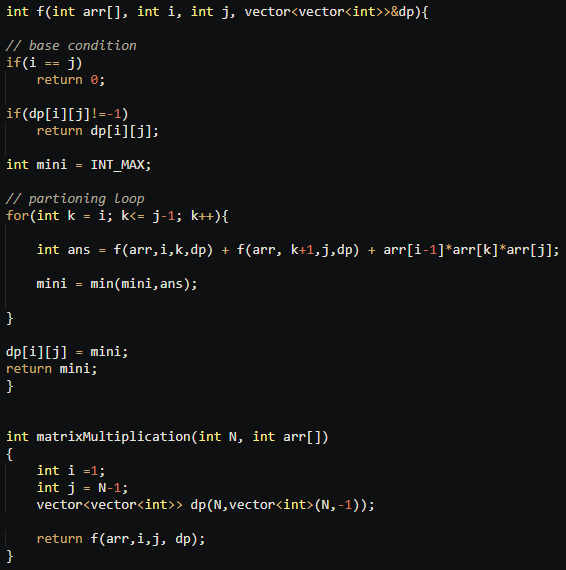 int f(int arr[], int i, int j, vector<vector<int>>&dp){
// base condition
if(i == j)
    return 0;
if(dp[i][j]!=-1)
    return dp[i][j];
int mini = INT_MAX;
// partioning loop
for(int k = i; k<= j-1; k++){
    int ans = f(arr,i,k,dp) + f(arr, k+1,j,dp) + arr[i-1]*arr[k]*arr[j];
    mini = min(mini,ans);
}
dp[i][j] = mini;
return mini;
}
int matrixMultiplication(int N, int arr[])
{
    int i =1;
    int j = N-1;
    vector<vector<int>> dp(N,vector<int>(N,-1));
    return f(arr,i,j, dp);
}